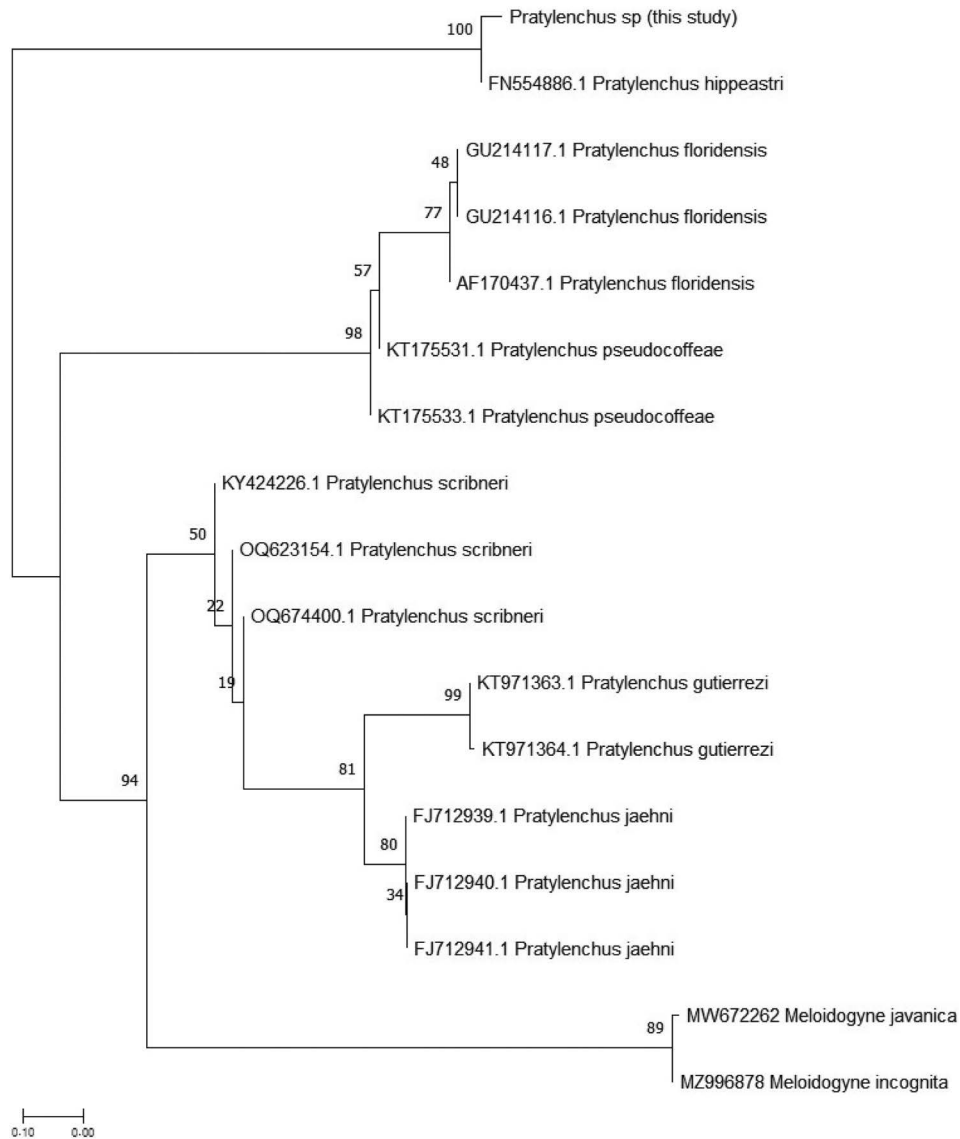 Pratylenchus sp (this study)
100
FN554886.1 Pratylenchus hippeastri
GU214117.1 Pratylenchus floridensis
48
GU214116.1 Pratylenchus floridensis
77
AF170437.1 Pratylenchus floridensis
57
KT175531.1 Pratylenchus pseudocoffeae
98
KT175533.1 Pratylenchus pseudocoffeae
KY424226.1 Pratylenchus scribneri
50
OQ623154.1 Pratylenchus scribneri
22
OQ674400.1 Pratylenchus scribneri
19
KT971363.1 Pratylenchus gutierrezi
99
KT971364.1 Pratylenchus gutierrezi
81
94
FJ712939.1 Pratylenchus jaehni
80
FJ712940.1 Pratylenchus jaehni
34
FJ712941.1 Pratylenchus jaehni
MW672262 Meloidogyne javanica
89
MZ996878 Meloidogyne incognita
0.10 0.00